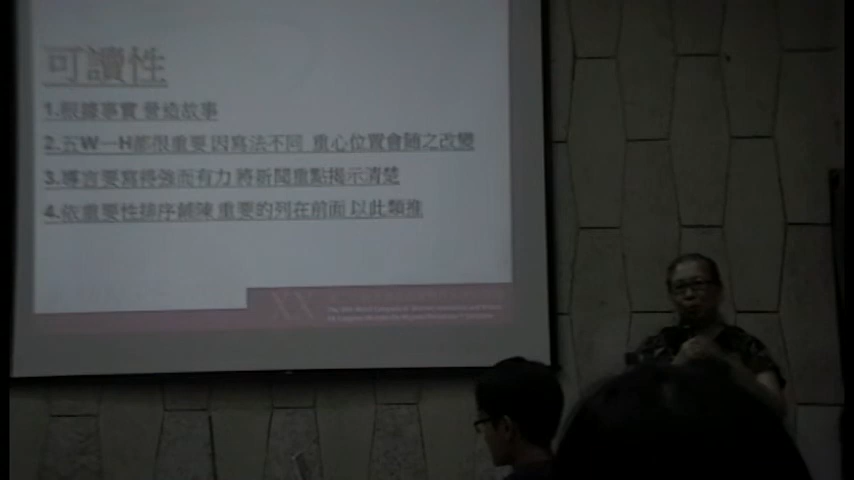 可讀性
1.根據事實 營造故事
2.五W一H都很重要 因寫法不同 重心位置會隨之改變
3.導言要寫得強而有力 將新聞重點揭示清楚
4.依重要性排序鋪陳 重要的列在前面 以此類推
XX